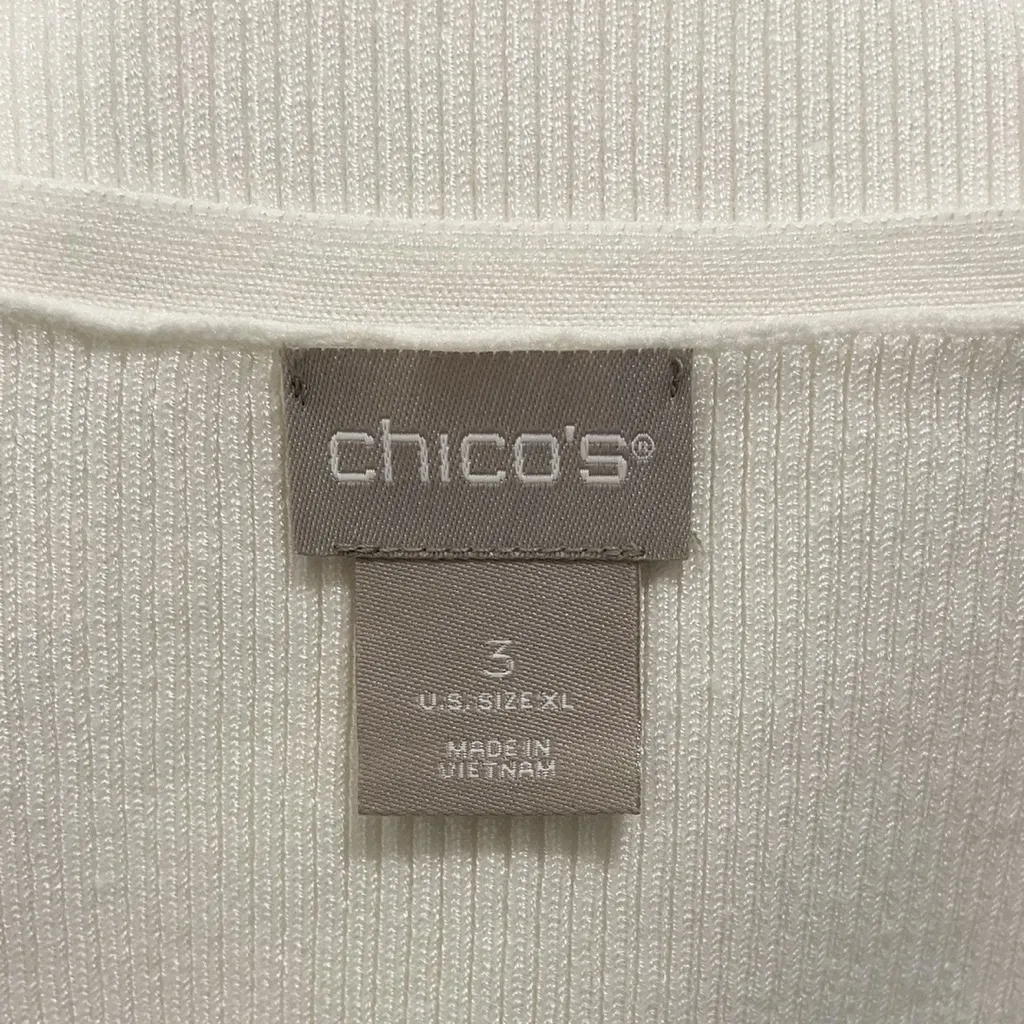 chico's®
3
U.S. SIZE XL
MADE IN
VIETNAM